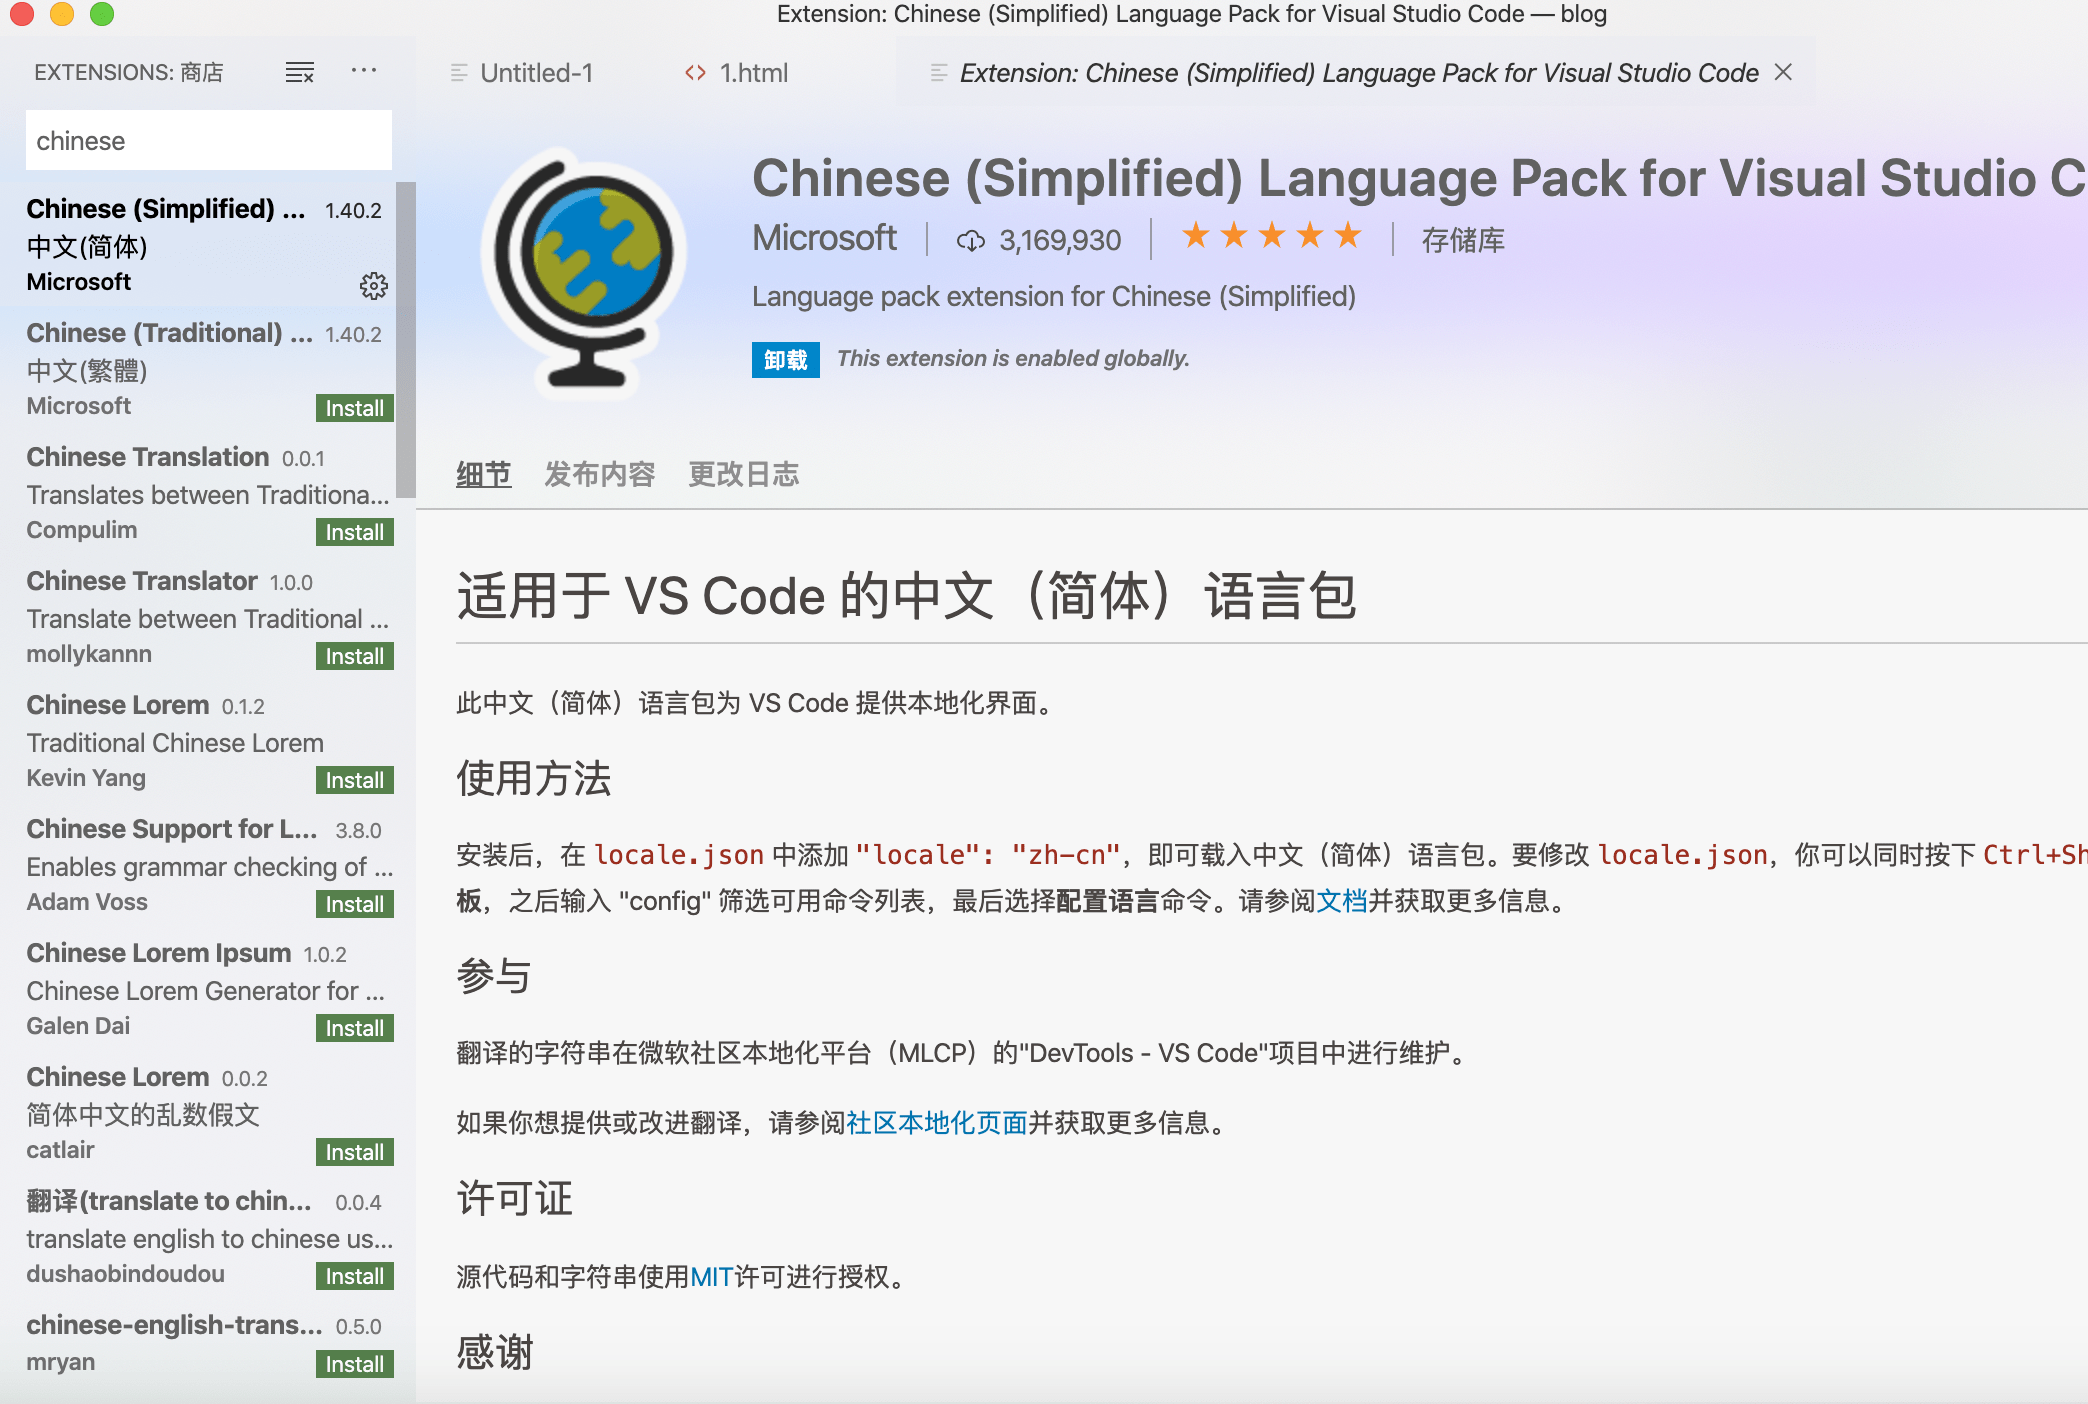 Extension: Chinese (Simplified) Language Pack for Visual Studio Code — blog
EXTENSIONS: 商店
Untitled-1
1.html
Extension: Chinese (Simplified) Language Pack for Visual Studio Code
chinese
Chinese (Simplified) ... 1.40.2
中文(简体)
Microsoft
Chinese (Traditional) ... 1.40.2
中文(繁體)
Microsoft Install
Chinese Translation 0.0.1
Translates between Traditiona...
Compulim Install
Chinese Translator 1.0.0
Translate between Traditional ...
mollykannn Install
Chinese Lorem 0.1.2
Traditional Chinese Lorem
Kevin Yang Install
Chinese Support for L... 3.8.0
Enables grammar checking of ...
Adam Voss Install
Chinese Lorem Ipsum 1.0.2
Chinese Lorem Generator for ...
Galen Dai Install
Chinese Lorem 0.0.2
简体中文的乱数假文
catlair Install
翻译(translate to chin... 0.0.4
translate english to chinese us...
dushaobindoudou Install
chinese-english-trans... 0.5.0
mryan Install
Chinese (Simplified) Language Pack for Visual Studio C
Microsoft 3,169,930 存储库
Language pack extension for Chinese (Simplified)
卸载 This extension is enabled globally.
细节 发布内容 更改日志
适用于 VS Code 的中文（简体）语言包
此中文（简体）语言包为 VS Code 提供本地化界面。
使用方法
安装后，在 locale.json 中添加 "locale": "zh-cn"，即可载入中文（简体）语言包。要修改 locale.json，你可以同时按下 Ctrl+Sh
板，之后输入 "config" 筛选可用命令列表，最后选择配置语言命令。请参阅文档并获取更多信息。
参与
翻译的字符串在微软社区本地化平台（MLCP）的"DevTools - VS Code"项目中进行维护。
如果你想提供或改进翻译，请参阅社区本地化页面并获取更多信息。
许可证
源代码和字符串使用MIT许可进行授权。
感谢